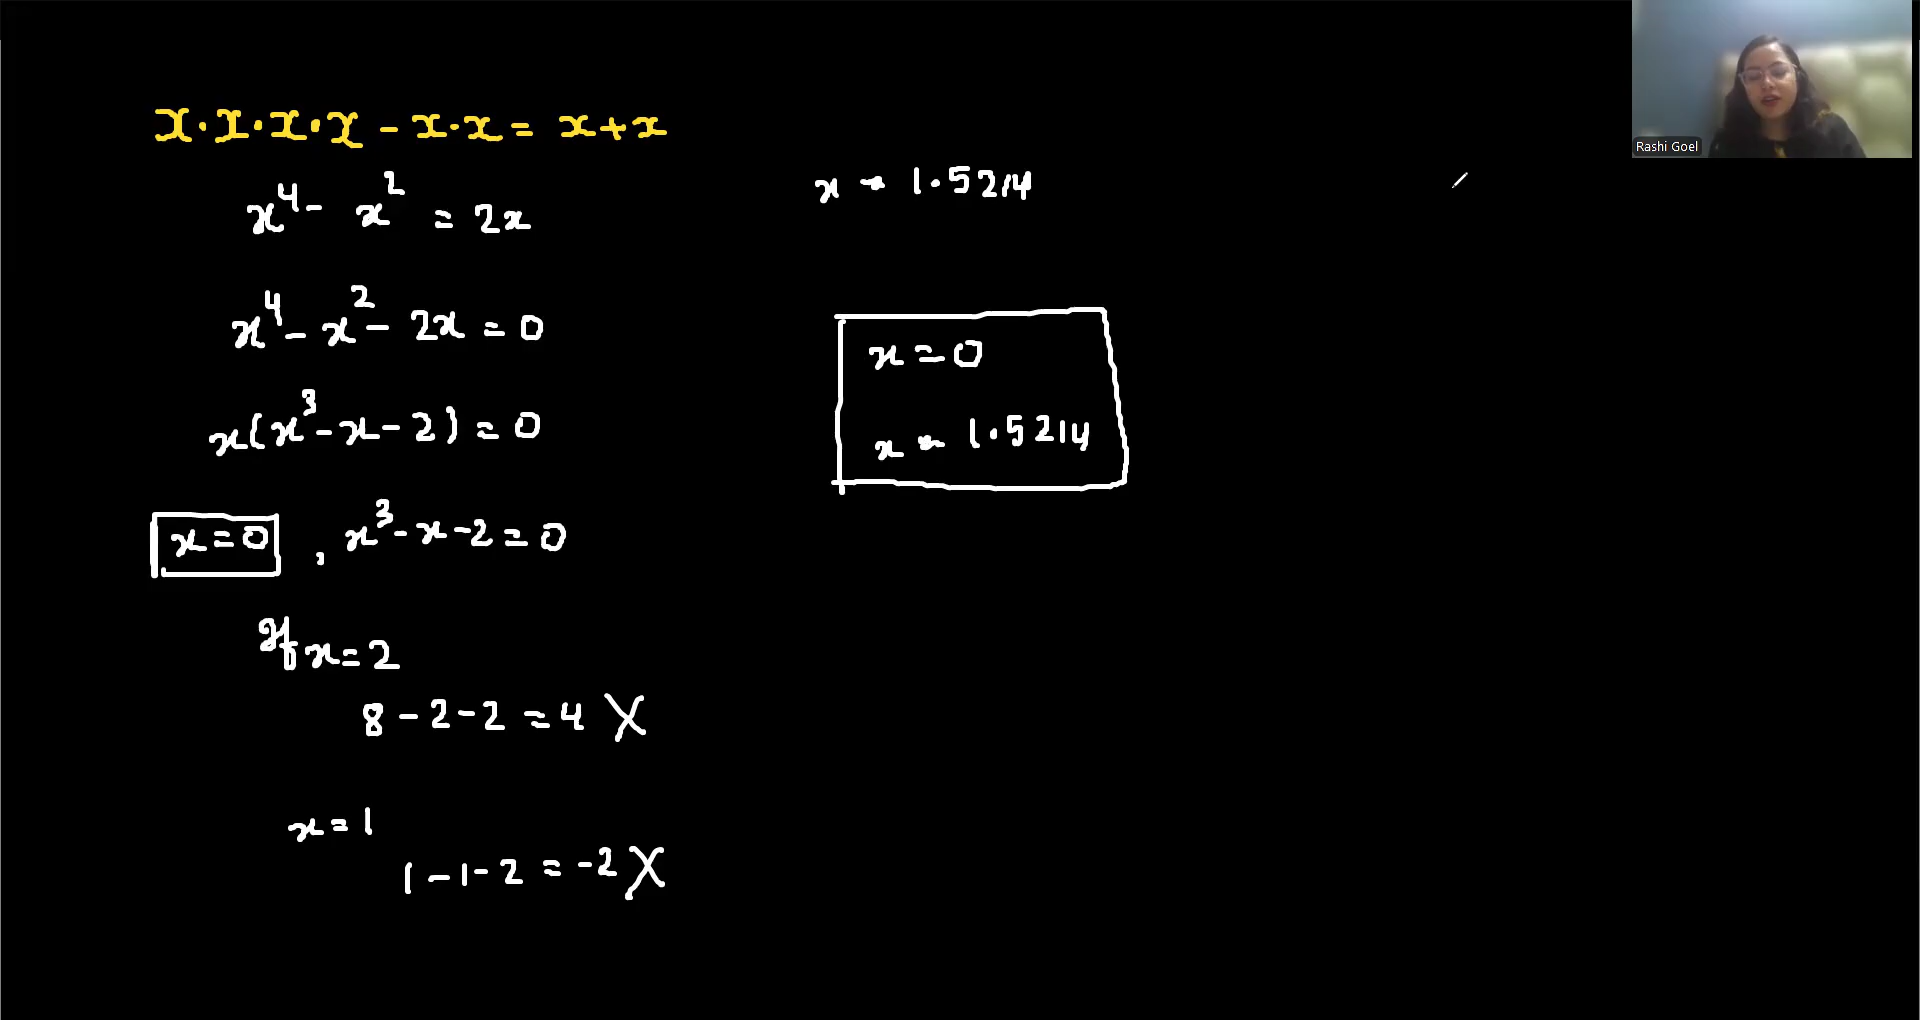 x·x·x·x - x·x = x+x
x⁴ - x² = 2x
x⁴ - x² - 2x = 0
x(x³ - x - 2) = 0
x = 0 , x³ - x - 2 = 0
If x = 2
8 - 2 - 2 = 4 X
x = 1
1 - 1 - 2 = -2 X
x ≈ 1.5214
x = 0
x ≈ 1.5214
Rashi Goel